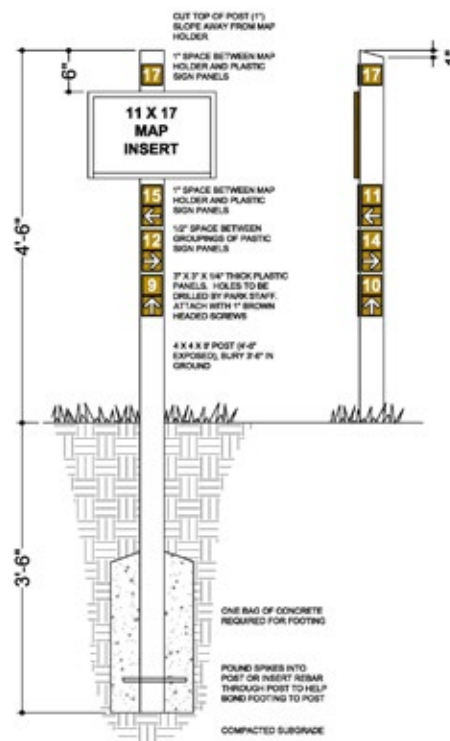 CUT TOP OF POST (1")
SLOPE AWAY FROM MAP
HOLDER
1" SPACE BETWEEN MAP
HOLDER AND PLASTIC
SIGN PANELS
6"
17
17
1"
11 X 17
MAP
INSERT
4'-6"
15
12
9
1" SPACE BETWEEN MAP
HOLDER AND PLASTIC
SIGN PANELS
1/2" SPACE BETWEEN
GROUPINGS OF PASTIC
SIGN PANELS
3" X 3" X 1/4" THICK PLASTIC
PANELS. HOLES TO BE
DRILLED BY PARK STAFF.
ATTACH WITH 1" BROWN
HEADED SCREWS
4 X 4 X 8' POST (4'-6"
EXPOSED), BURY 3'-6" IN
GROUND
11
14
10
3'-6"
ONE BAG OF CONCRETE
REQUIRED FOR FOOTING
POUND SPIKES INTO
POST OR INSERT REBAR
THROUGH POST TO HELP
BOND FOOTING TO POST
COMPACTED SUBGRADE